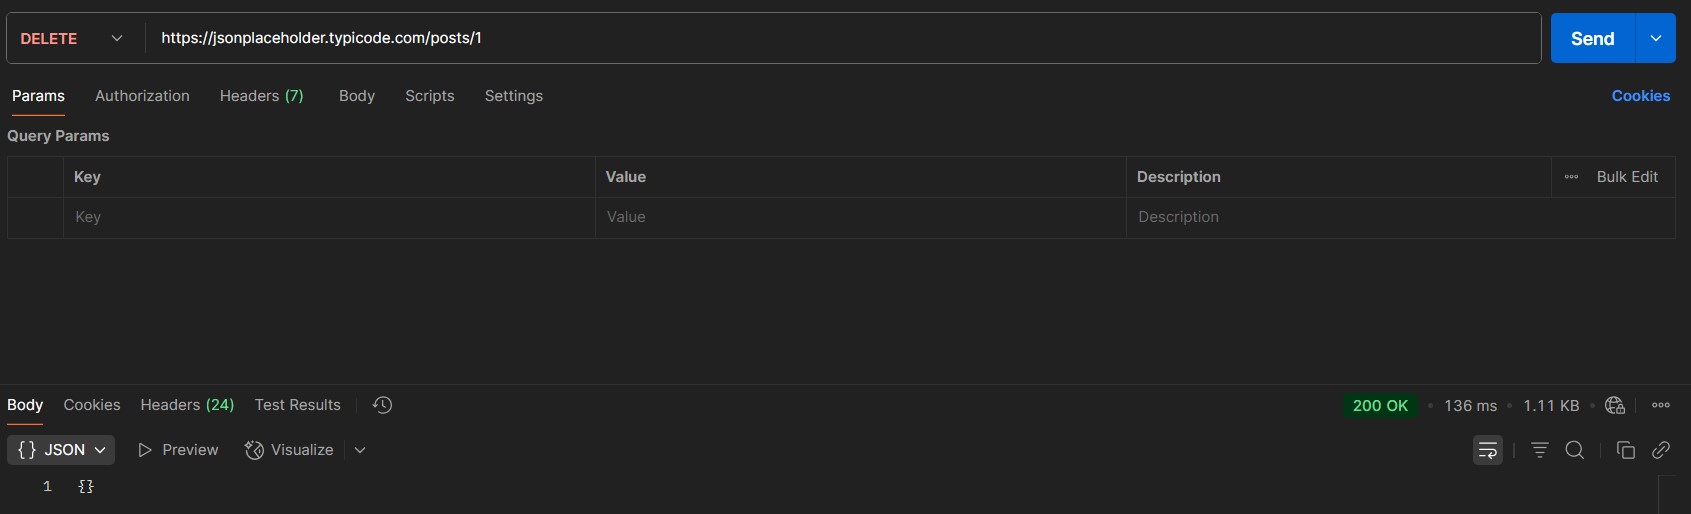 DELETE https://jsonplaceholder.typicode.com/posts/1 Send
Params Authorization Headers (7) Body Scripts Settings Cookies
Query Params
Key Value Description Bulk Edit
Key Value Description
Body Cookies Headers (24) Test Results 200 OK • 136 ms • 1.11 KB •
{} JSON Preview Visualize
1 {}